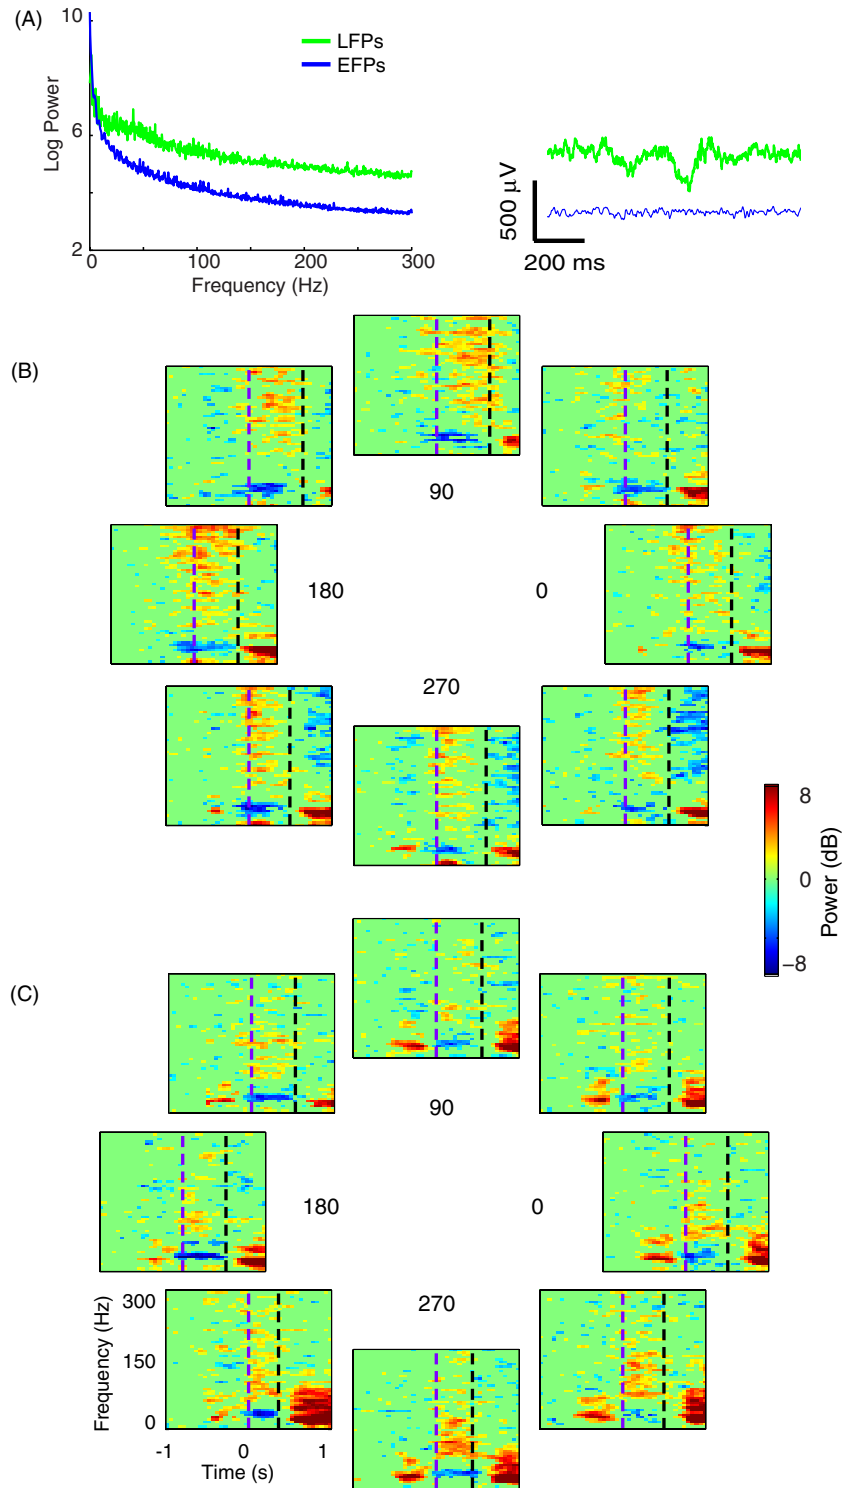 (A)
10
6
2
Log Power
0
100
200
300
Frequency (Hz)
LFPs
EFPs
500 µV
200 ms
(B)
90
180
0
270
8
0
−8
Power (dB)
(C)
90
180
0
270
300
150
0
Frequency (Hz)
-1
0
1
Time (s)